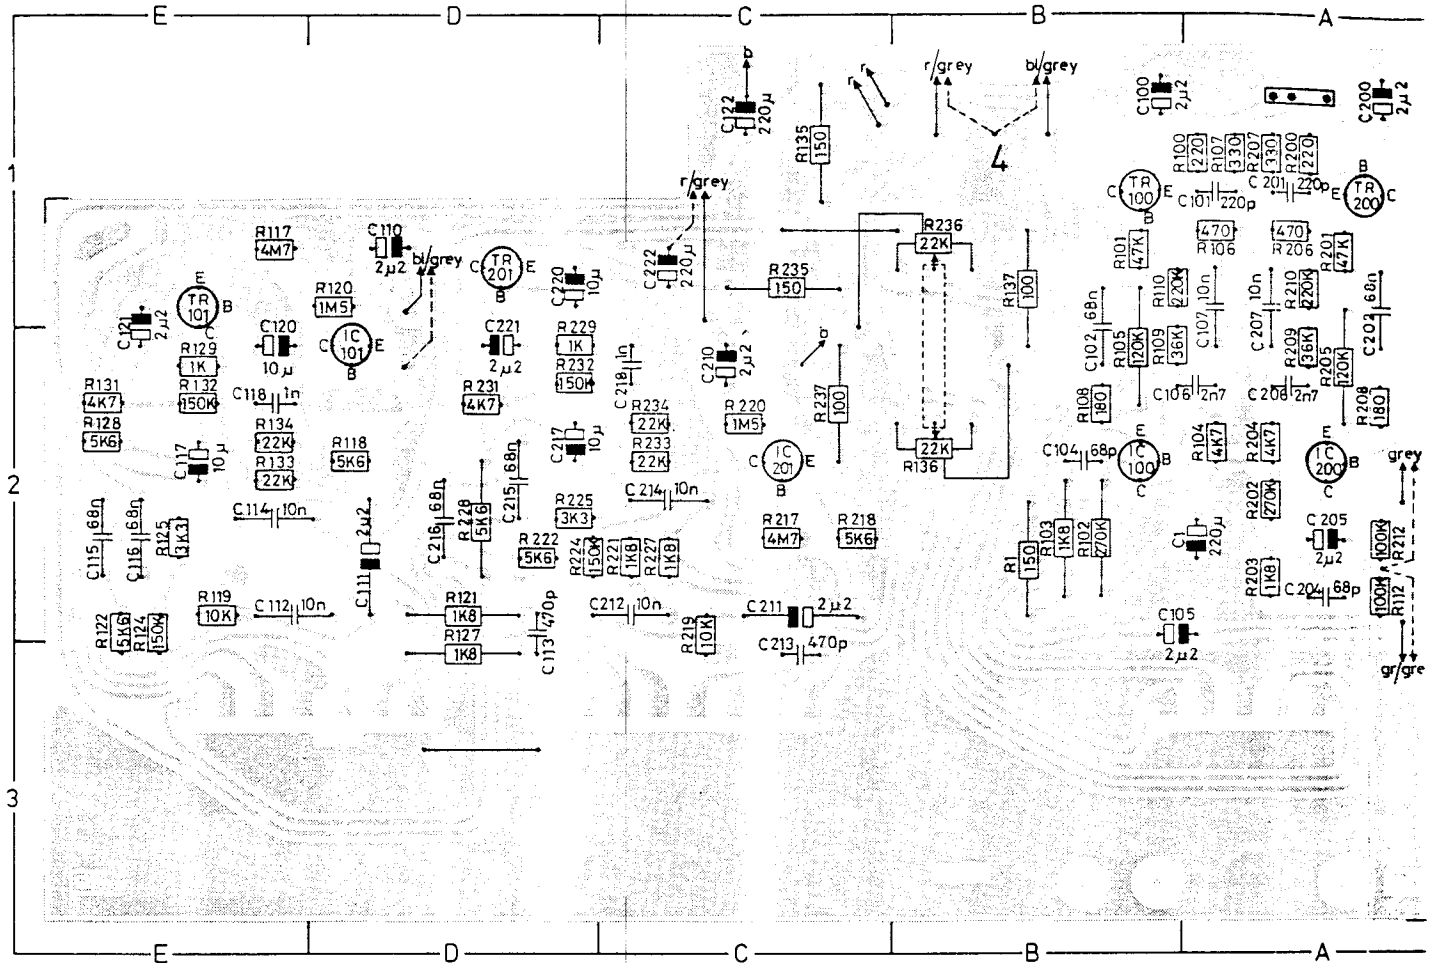 E
D
C
B
A
1
2
3
b
C122
220µ
R135
150
r
r
r/grey
bl/grey
4
C100
2µ2
C200
2µ2
R100
220
R107
330
R207
330
R200
220
C
TR
100
E
B
C101
220p
C201
220p
B
E
TR
200
C
470
R106
470
R206
R101
47K
R201
47K
R117
4M7
C110
2µ2
bl/grey
C
TR
201
E
B
C220
10µ
r/grey
C222
220µ
R236
22K
R235
150
R137
100
R110
220K
C107
10n
C207
10n
R210
220K
C202
68n
E
TR
101
B
C
C121
2µ2
R120
1M5
C120
10µ
C
IC
101
E
B
C221
2µ2
R229
1K
R232
150K
C218
1n
C210
2µ2
b
C102
68n
R105
120K
R109
36K
R209
36K
R205
120K
R129
1K
R131
4K7
R132
150K
C118
1n
R231
4K7
R237
100
R108
180
C106
2n7
C206
2n7
R208
180
R128
5K6
C117
10µ
R134
22K
R133
22K
R118
5K6
C217
10µ
R234
22K
R233
22K
R220
1M5
C
IC
201
E
B
22K
R136
C104
68p
E
IC
100
B
C
R104
4K7
R204
4K7
E
IC
200
B
C
grey
C115
68n
C116
68n
R125
3K3
C114
10n
2µ2
C111
C216
68n
R228
5K6
C215
68n
R225
3K3
R222
5K6
C214
10n
R224
150K
R221
1K8
R227
1K8
R217
4M7
R218
5K6
R1
150
R103
1K8
R102
270K
C1
220µ
R202
270K
C205
2µ2
R203
1K8
C204
68p
100K
R212
100K
R112
gr/gre
R122
5K6
R124
150K
R119
10K
C112
10n
R121
1K8
R127
1K8
C113
470p
C212
10n
R219
10K
C211
2µ2
C213
470p
C105
2µ2
E
D
C
B
A